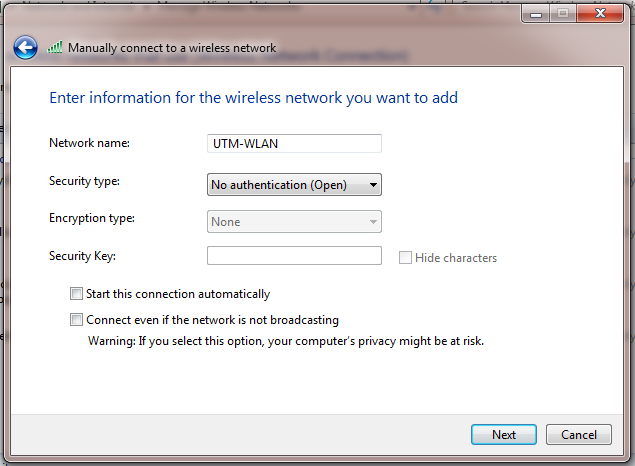 Manually connect to a wireless network
Enter information for the wireless network you want to add
Network name: UTM-WLAN
Security type: No authentication (Open)
Encryption type: None
Security Key:
Hide characters
Start this connection automatically
Connect even if the network is not broadcasting
Warning: If you select this option, your computer's privacy might be at risk.
Next Cancel